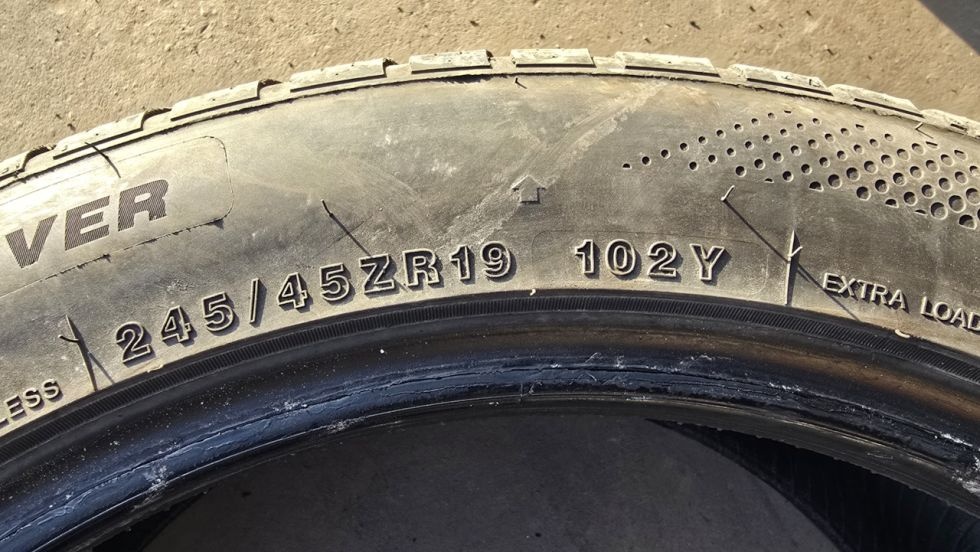 VER
245/45ZR19 102Y
EXTRA LOAD
LESS